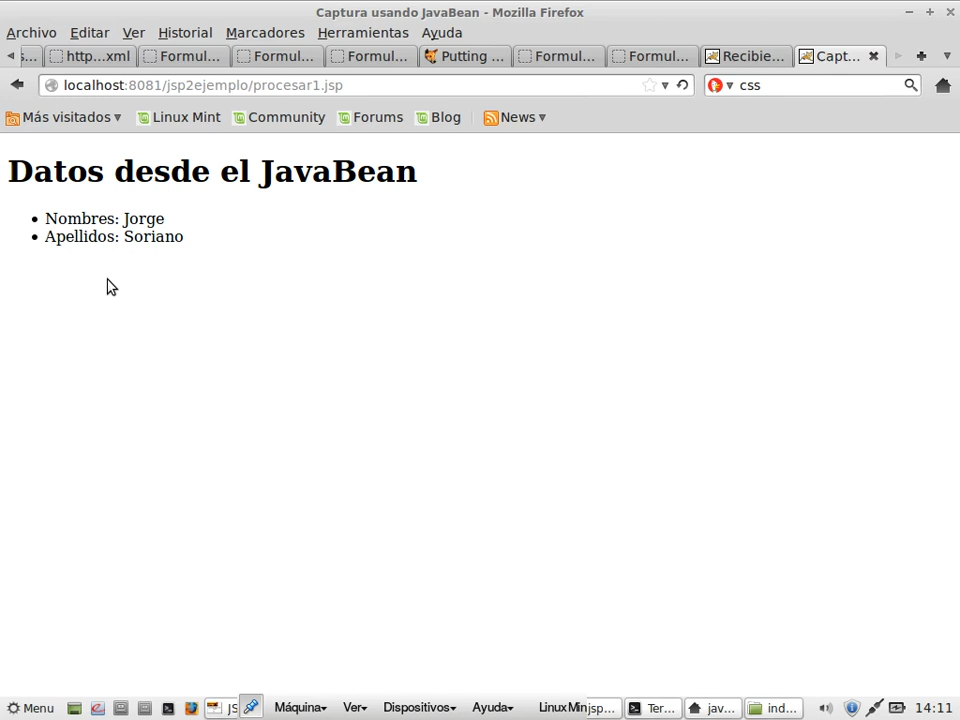 Captura usando JavaBean - Mozilla Firefox
Archivo Editar Ver Historial Marcadores Herramientas Ayuda
s... http...xml Formul... Formul... Formul... Putting ... Formul... Formul... Recibie... Capt...
localhost:8081/jsp2ejemplo/procesar1.jsp css
Más visitados Linux Mint Community Forums Blog News
Datos desde el JavaBean
• Nombres: Jorge
• Apellidos: Soriano
Menu JS Máquina Ver Dispositivos Ayuda Linux Min jsp... Ter... jav... ind... 14:11